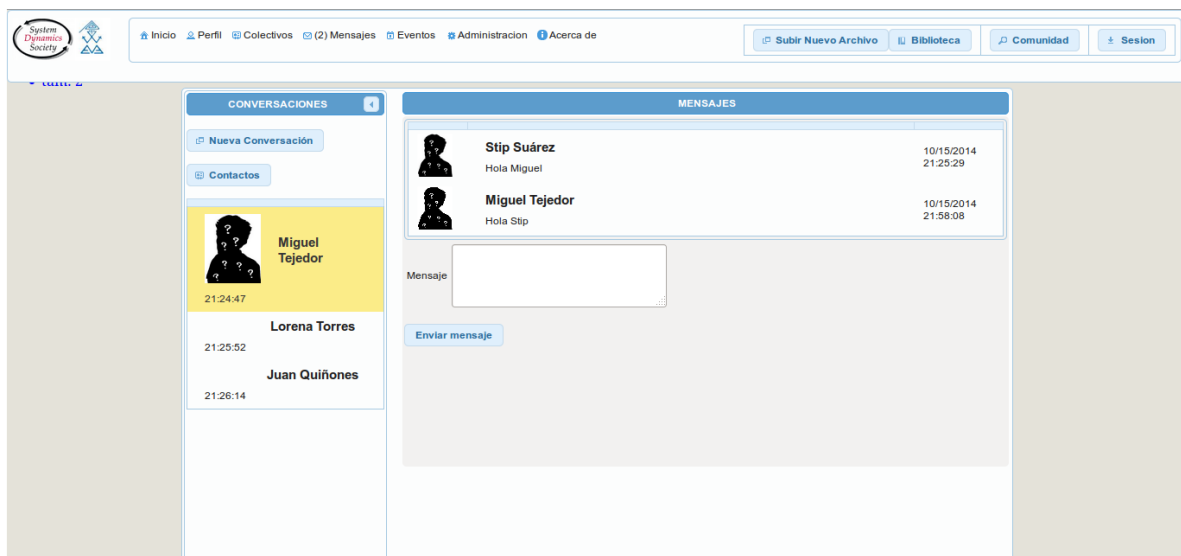 System
Dynamics
Society
Inicio Perfil Colectivos (2) Mensajes Eventos Administracion Acerca de
Subir Nuevo Archivo Biblioteca Comunidad Sesion
CONVERSACIONES
Nueva Conversación
Contactos
Miguel
Tejedor
21:24:47
Lorena Torres
21:25:52
Juan Quiñones
21:26:14
MENSAJES
Stip Suárez
Hola Miguel
10/15/2014
21:25:29
Miguel Tejedor
Hola Stip
10/15/2014
21:58:08
Mensaje
Enviar mensaje